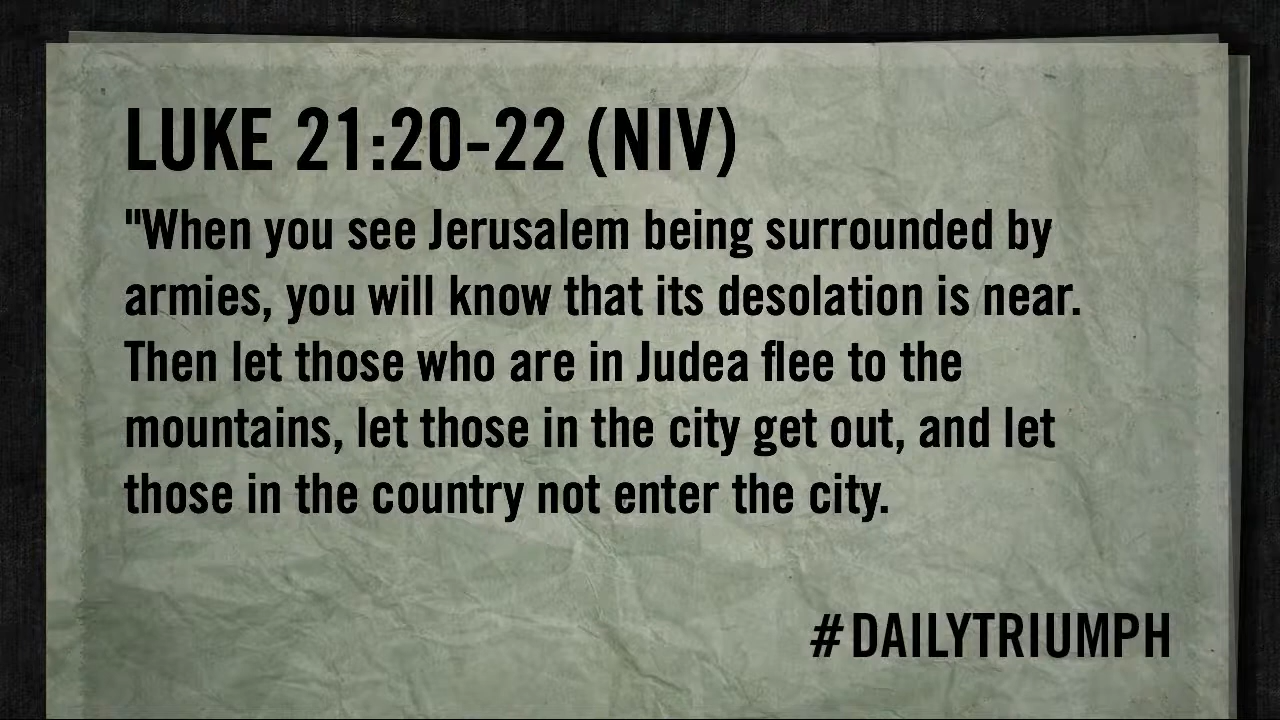 LUKE 21:20-22 (NIV)
"When you see Jerusalem being surrounded by
armies, you will know that its desolation is near.
Then let those who are in Judea flee to the
mountains, let those in the city get out, and let
those in the country not enter the city.
#DAILYTRIUMPH